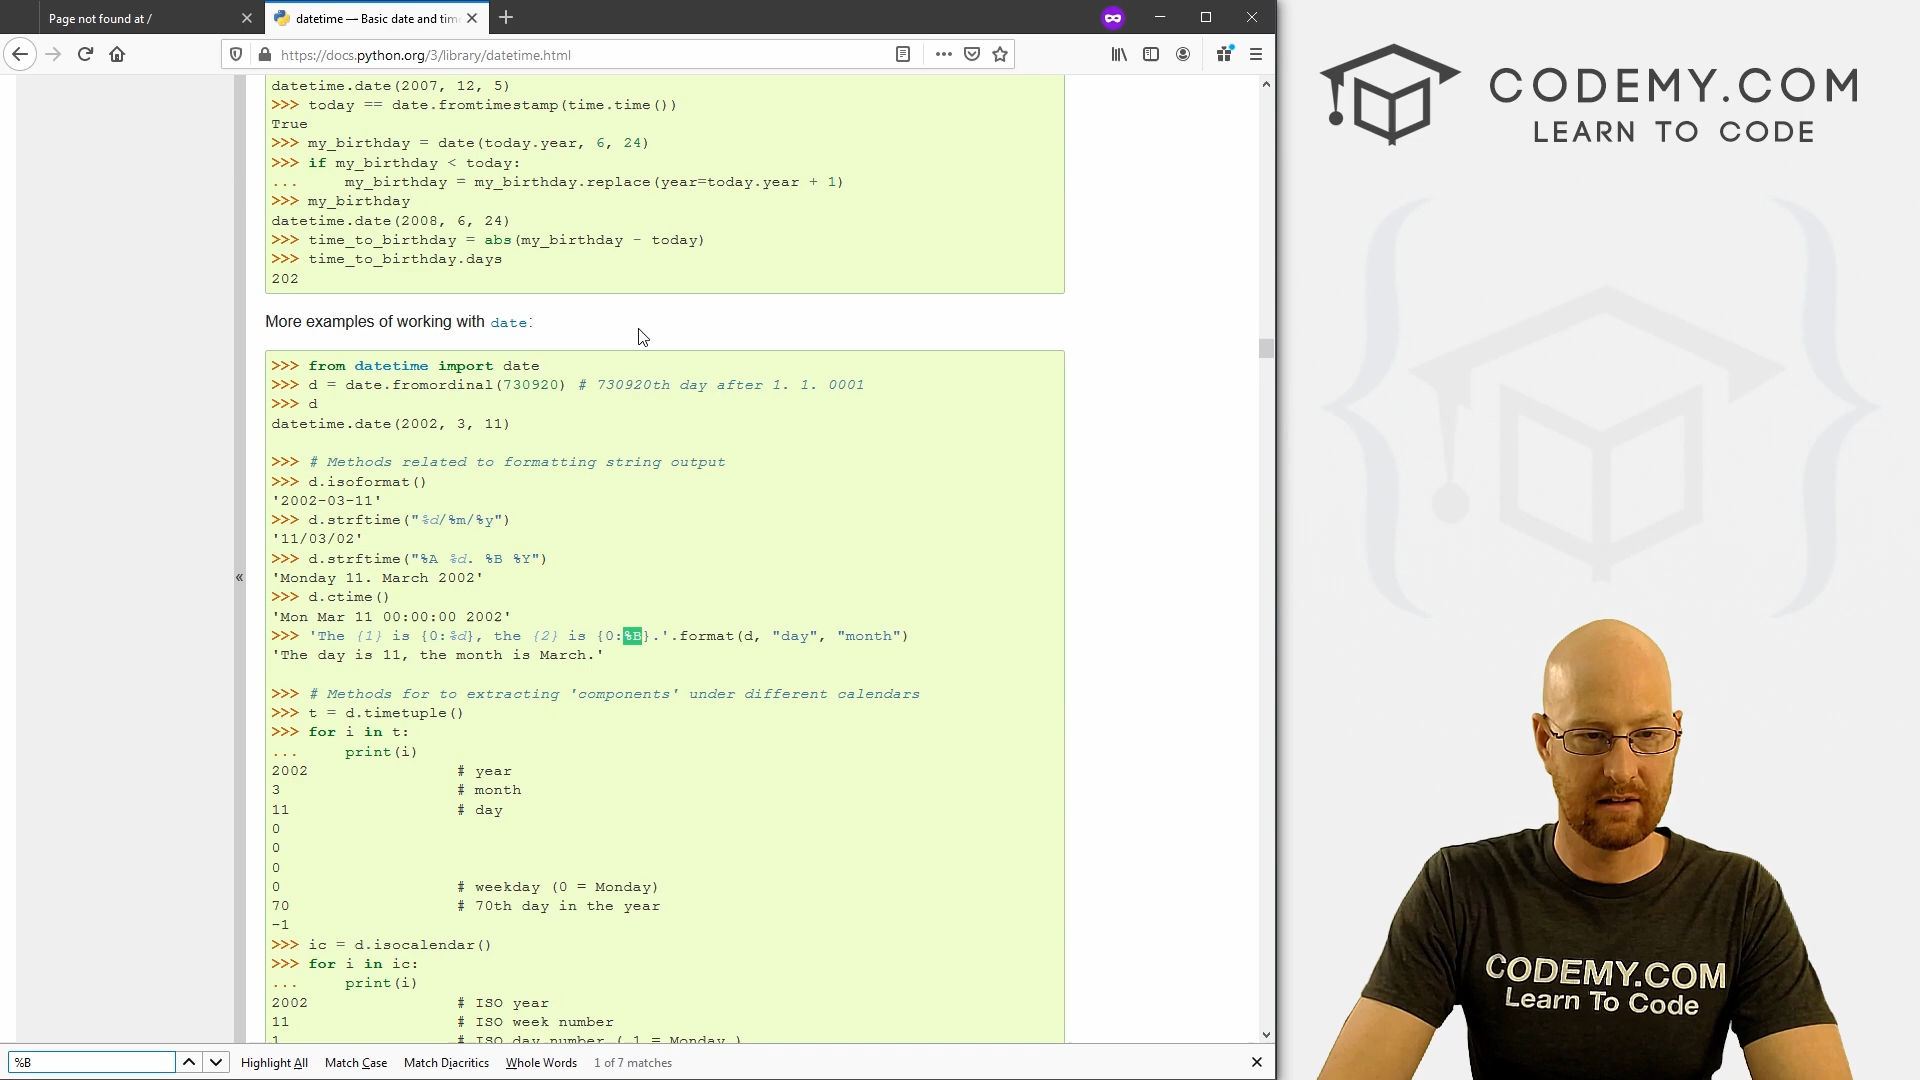 Page not found at /
datetime — Basic date and tim
https://docs.python.org/3/library/datetime.html
datetime.date(2007, 12, 5)
>>> today == date.fromtimestamp(time.time())
True
>>> my_birthday = date(today.year, 6, 24)
>>> if my_birthday < today:
...     my_birthday = my_birthday.replace(year=today.year + 1)
>>> my_birthday
datetime.date(2008, 6, 24)
>>> time_to_birthday = abs(my_birthday - today)
>>> time_to_birthday.days
202
More examples of working with date:
>>> from datetime import date
>>> d = date.fromordinal(730920) # 730920th day after 1. 1. 0001
>>> d
datetime.date(2002, 3, 11)
>>> # Methods related to formatting string output
>>> d.isoformat()
'2002-03-11'
>>> d.strftime("%d/%m/%y")
'11/03/02'
>>> d.strftime("%A %d. %B %Y")
'Monday 11. March 2002'
>>> d.ctime()
'Mon Mar 11 00:00:00 2002'
>>> 'The {1} is {0:%d}, the {2} is {0:%B}.'.format(d, "day", "month")
'The day is 11, the month is March.'
>>> # Methods for to extracting 'components' under different calendars
>>> t = d.timetuple()
>>> for i in t:
...     print(i)
2002                # year
3                   # month
11                  # day
0
0
0
0                   # weekday (0 = Monday)
70                  # 70th day in the year
-1
>>> ic = d.isocalendar()
>>> for i in ic:
...     print(i)
2002                # ISO year
11                  # ISO week number
1                   # ISO day number ( 1 = Monday )
«
%B
Highlight All
Match Case
Match Diacritics
Whole Words
1 of 7 matches
CODEMY.COM
LEARN TO CODE
CODEMY.COM
Learn To Code